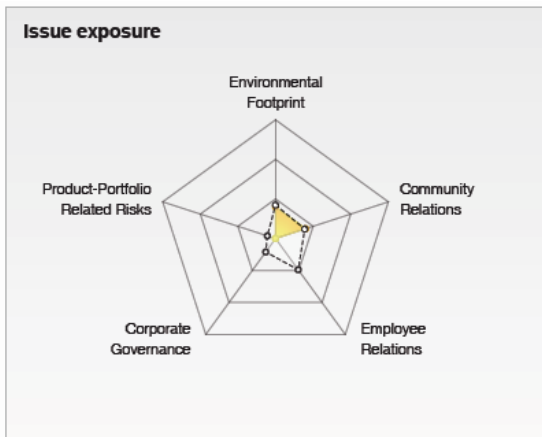 Issue exposure
Environmental
Footprint
Product-Portfolio
Related Risks
Community
Relations
Corporate
Governance
Employee
Relations